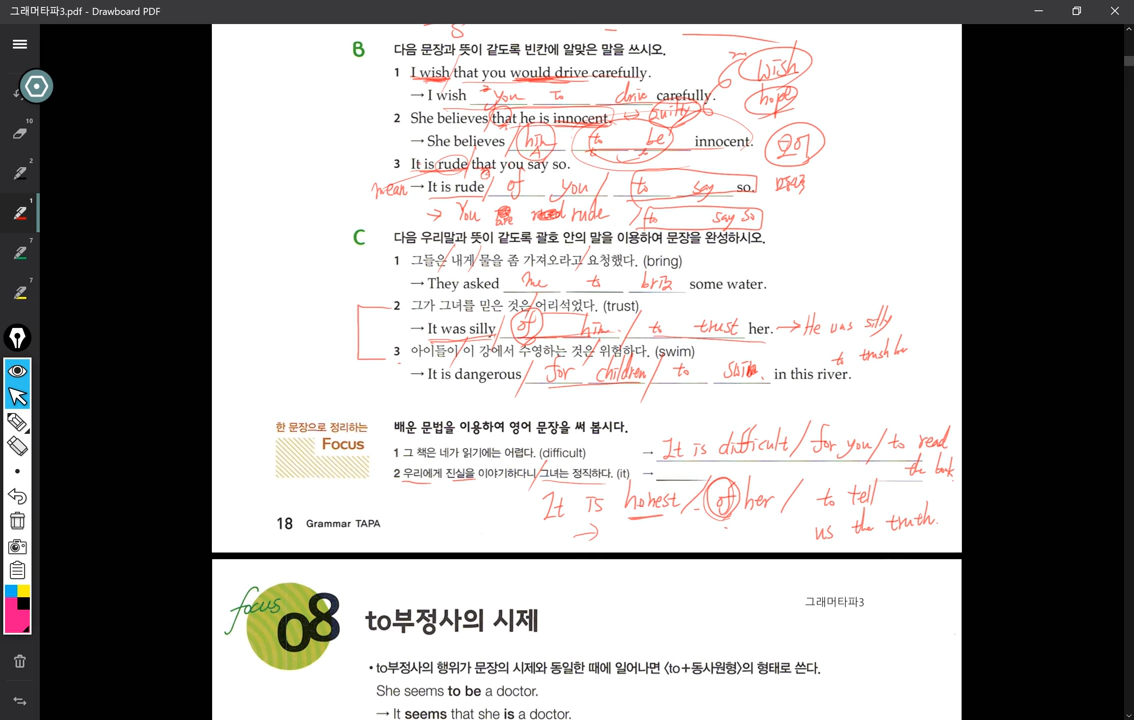 그래머타파3.pdf - Drawboard PDF
B 다음 문장과 뜻이 같도록 빈칸에 알맞은 말을 쓰시오.
1 I wish that you would drive carefully.
wish
→ I wish you to drive carefully.
hope
2 She believes that he is innocent. ↔ guilty
→ She believes him to be innocent.
3 It is rude that you say so.
mean
→ It is rude of you to say so.
→ You are rude to say so
C 다음 우리말과 뜻이 같도록 괄호 안의 말을 이용하여 문장을 완성하시오.
1 그들은 내게 물을 좀 가져오라고 요청했다. (bring)
→ They asked me to bring some water.
2 그가 그녀를 믿은 것은 어리석었다. (trust)
→ It was silly of him to trust her. → He was silly
to trust her
3 아이들이 이 강에서 수영하는 것은 위험하다. (swim)
→ It is dangerous for children to swim in this river.
한 문장으로 정리하는
Focus
배운 문법을 이용하여 영어 문장을 써 봅시다.
1 그 책은 네가 읽기에는 어렵다. (difficult) → It is difficult / for you / to read
the book.
2 우리에게 진실을 이야기하다니 그녀는 정직하다. (it) →
It is honest / of her / to tell
us the truth.
→
18 Grammar TAPA
focus
08 to부정사의 시제
그래머타파3
• to부정사의 행위가 문장의 시제와 동일한 때에 일어나면 <to+동사원형>의 형태로 쓴다.
She seems to be a doctor.
→ It seems that she is a doctor.
10
2
1
7
7